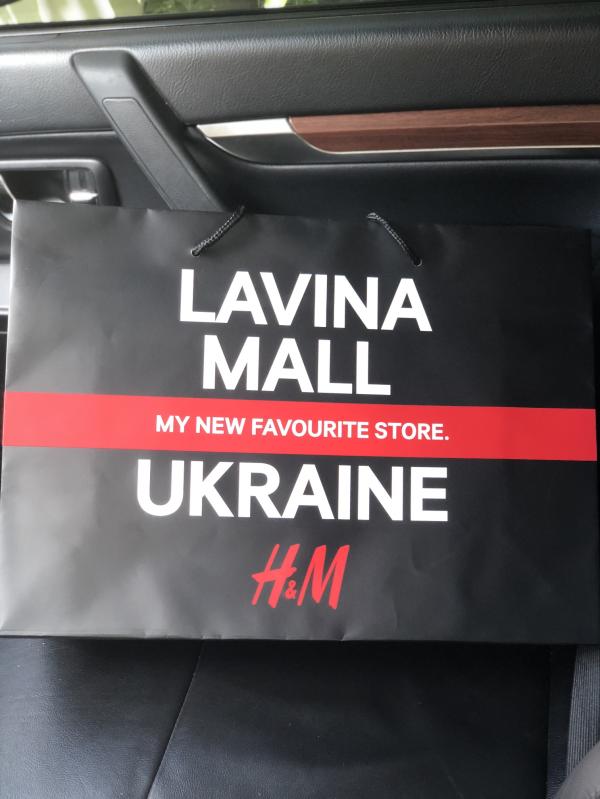 LAVINA
MALL
MY NEW FAVOURITE STORE.
UKRAINE
H&M